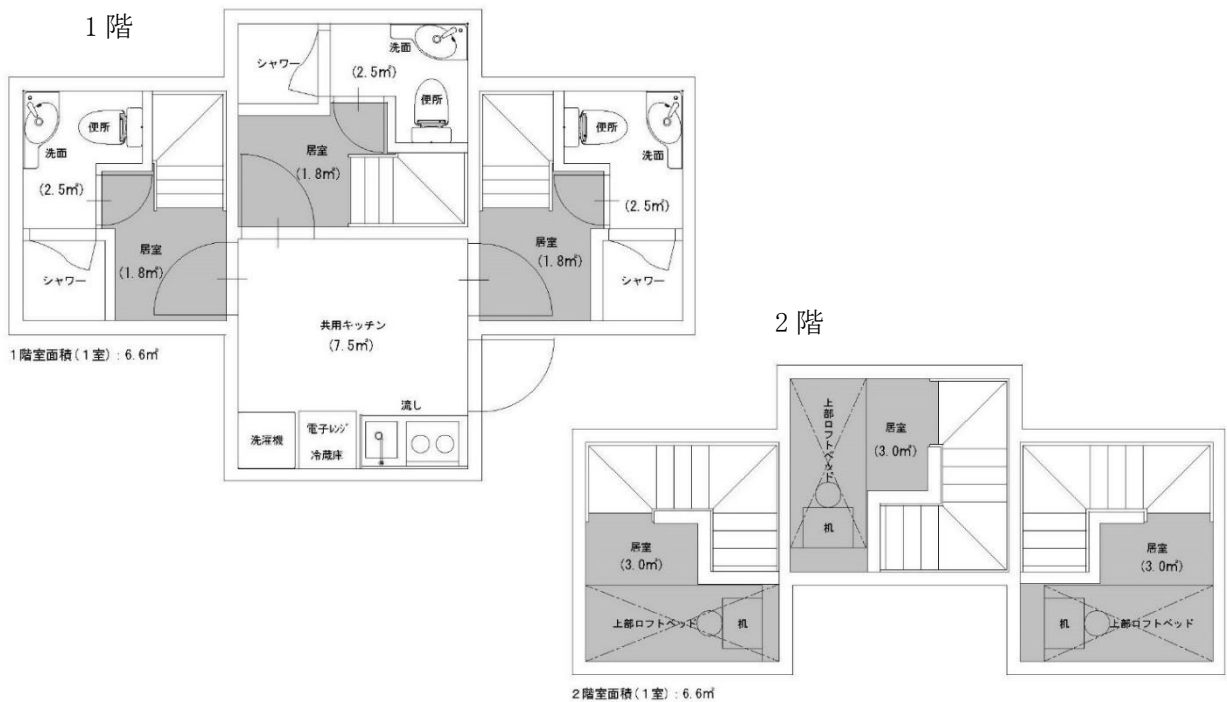 1階
シャワー
洗面
(2.5㎡)
便所
居室
(1.8㎡)
便所
洗面
(2.5㎡)
居室
(1.8㎡)
シャワー
便所
洗面
(2.5㎡)
居室
(1.8㎡)
シャワー
共用キッチン
(7.5㎡)
流し
洗濯機
電子レンジ
冷蔵庫
1階室面積(1室):6.6㎡
2階
上部ロフトベッド
居室
(3.0㎡)
机
居室
(3.0㎡)
上部ロフトベッド
机
居室
(3.0㎡)
机
上部ロフトベッド
2階室面積(1室):6.6㎡